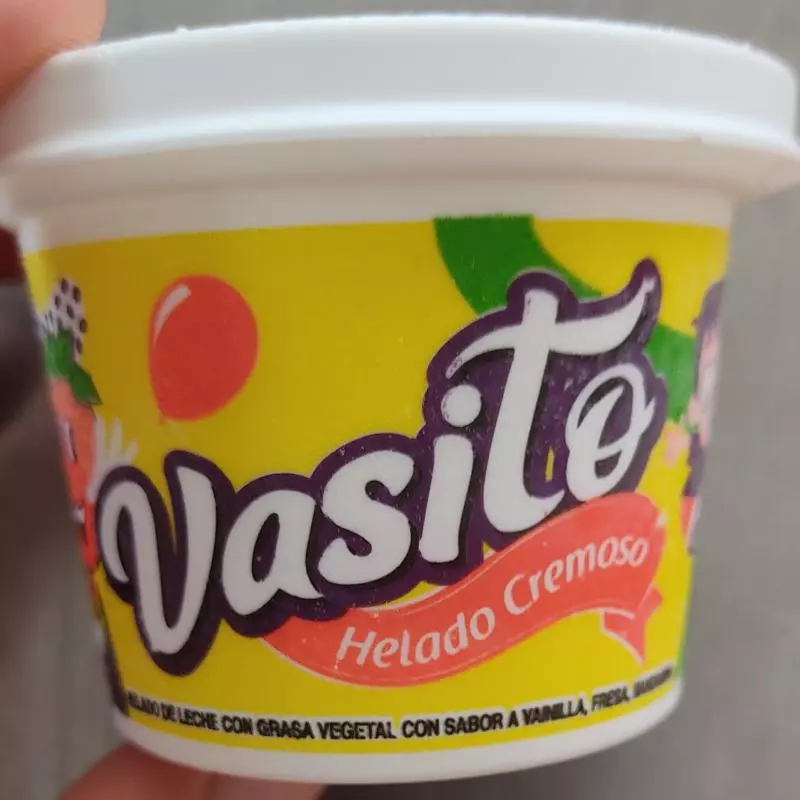 Vasito
Helado Cremoso
HELADO DE LECHE CON GRASA VEGETAL CON SABOR A VAINILLA, FRESA,